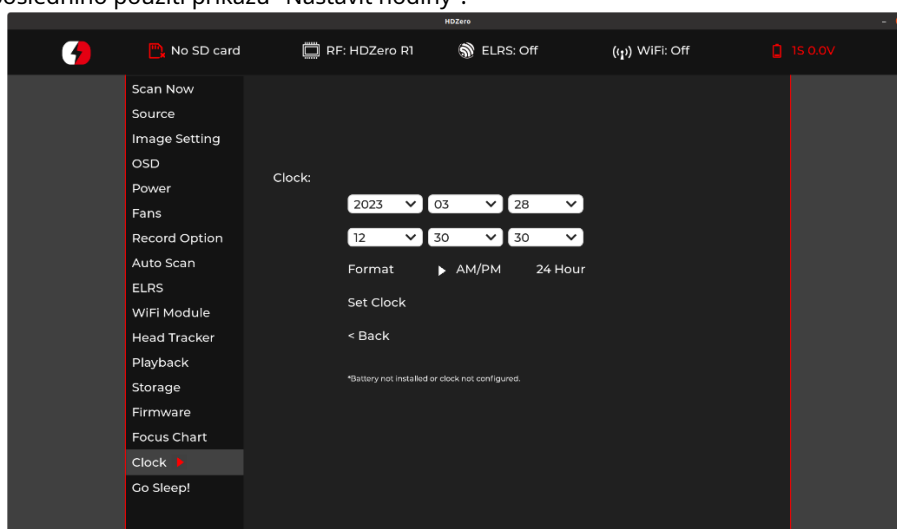 posledního použití příkazu "Nastavit hodiny".
HDZero
No SD card RF: HDZero R1 ELRS: Off WiFi: Off 1S 0.0V
Scan Now
Source
Image Setting
OSD
Power
Fans
Record Option
Auto Scan
ELRS
WiFi Module
Head Tracker
Playback
Storage
Firmware
Focus Chart
Clock
Go Sleep!
Clock:
2023 03 28
12 30 30
Format AM/PM 24 Hour
Set Clock
< Back
*Battery not installed or clock not configured.